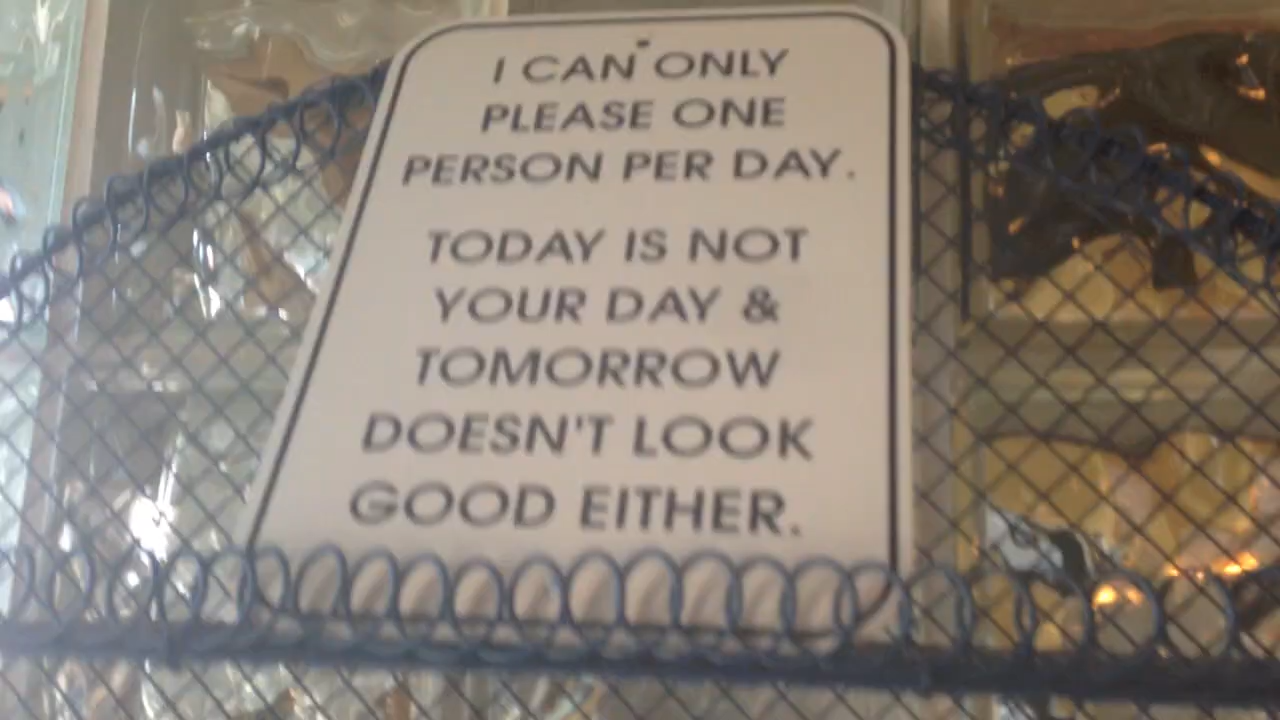 I CAN ONLY
PLEASE ONE
PERSON PER DAY.
TODAY IS NOT
YOUR DAY &
TOMORROW
DOESN'T LOOK
GOOD EITHER.